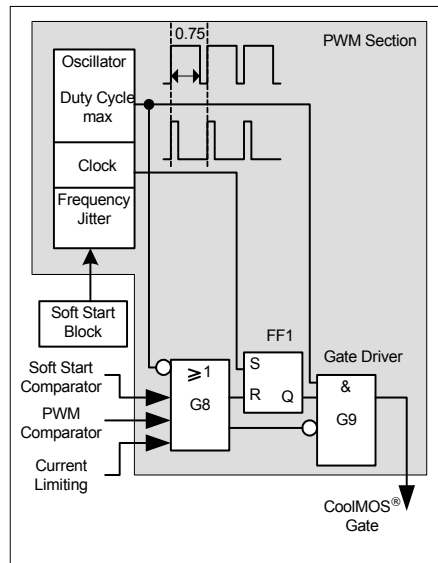 0.75
PWM Section
Oscillator
Duty Cycle
max
Clock
Frequency
Jitter
Soft Start
Block
FF1
Gate Driver
Soft Start
Comparator
PWM
Comparator
Current
Limiting
≥1
G8
S
R
Q
&
G9
CoolMOS®
Gate